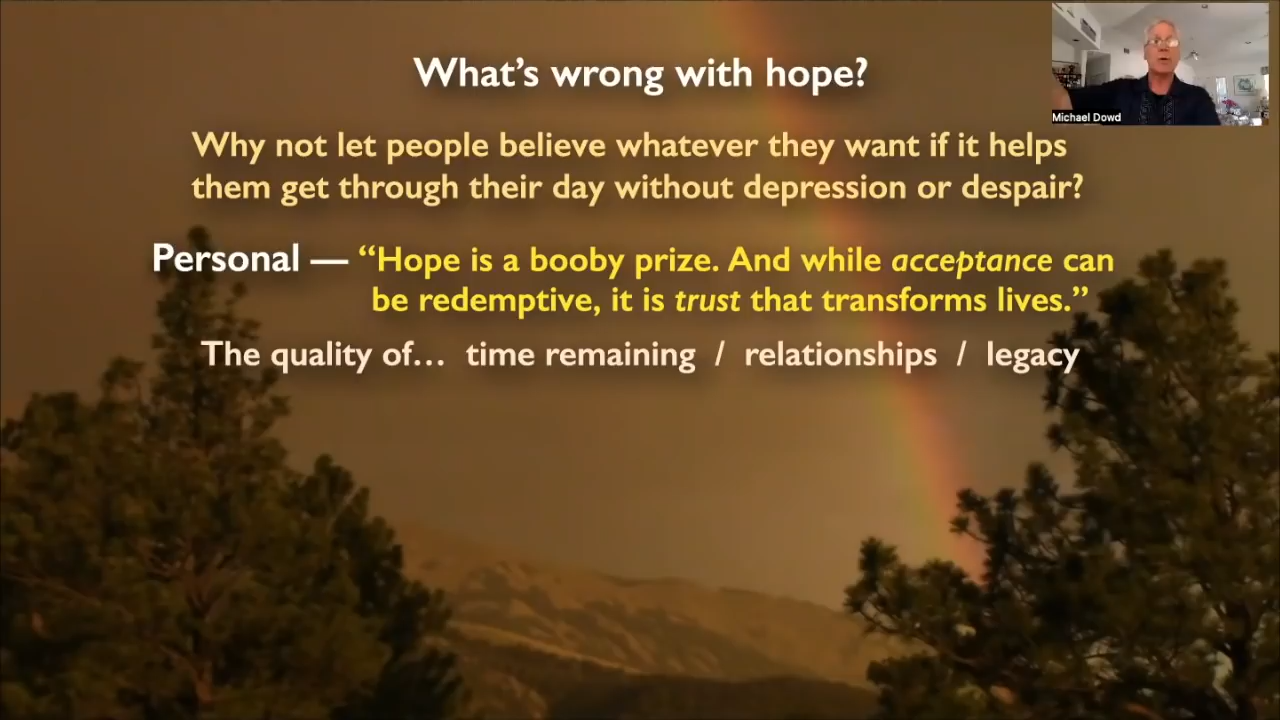 What’s wrong with hope?
Michael Dowd
Why not let people believe whatever they want if it helps
them get through their day without depression or despair?
Personal — “Hope is a booby prize. And while acceptance can
be redemptive, it is trust that transforms lives.”
The quality of… time remaining / relationships / legacy